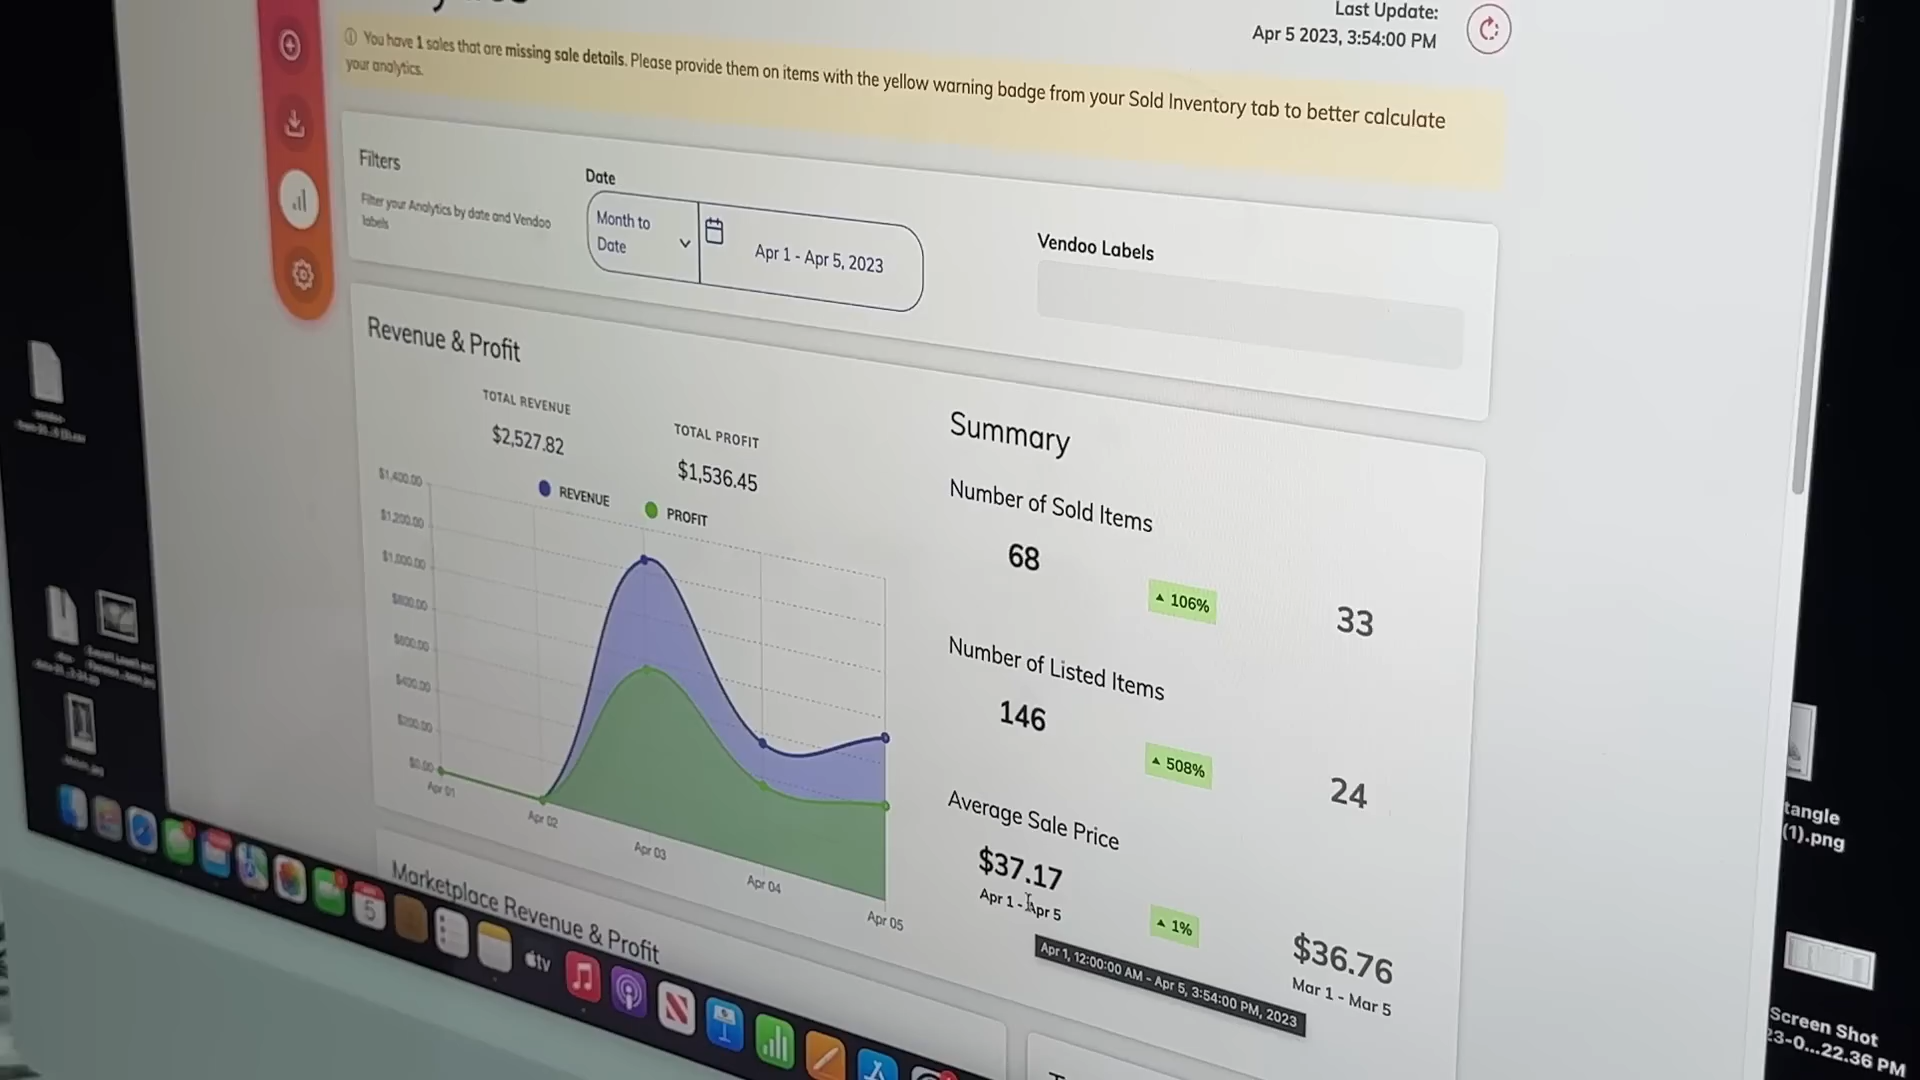 Last Update:
Apr 5 2023, 3:54:00 PM
You have 1 sales that are missing sale details. Please provide them on items with the yellow warning badge from your Sold Inventory tab to better calculate
your analytics.
Filters
Filter your Analytics by date and Vendoo
labels
Date
Month to
Date
Apr 1 - Apr 5, 2023
Vendoo Labels
Revenue & Profit
TOTAL REVENUE
$2,527.82
TOTAL PROFIT
$1,536.45
REVENUE
PROFIT
$1,400.00
$1,200.00
$1,000.00
$800.00
$600.00
$400.00
$200.00
$0.00
Apr 01
Apr 02
Apr 03
Apr 04
Apr 05
Summary
Number of Sold Items
68
106%
33
Number of Listed Items
146
508%
24
Average Sale Price
$37.17
Apr 1 - Apr 5
1%
$36.76
Mar 1 - Mar 5
Apr 1, 12:00:00 AM - Apr 5, 3:54:00 PM, 2023
Marketplace Revenue & Profit
5
tv
tangle
(1).png
Screen Shot
23-0...22.36 PM